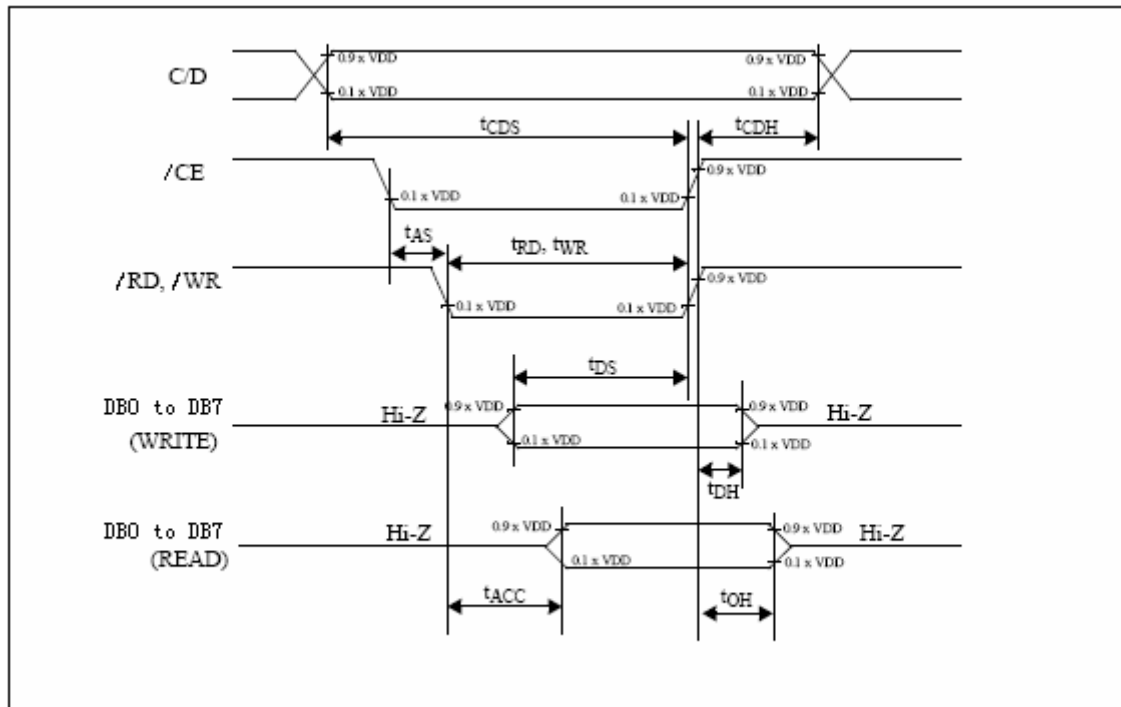 C/D
0.9 x VDD
0.9 x VDD
0.1 x VDD
0.1 x VDD
tCDS
tCDH
/CE
0.9 x VDD
0.1 x VDD
0.1 x VDD
tAS
tRD, tWR
/RD, /WR
0.9 x VDD
0.1 x VDD
0.1 x VDD
tDS
DB0 to DB7
(WRITE)
Hi-Z
0.9 x VDD
0.9 x VDD
Hi-Z
0.1 x VDD
0.1 x VDD
tDH
DB0 to DB7
(READ)
Hi-Z
0.9 x VDD
0.9 x VDD
Hi-Z
0.1 x VDD
0.1 x VDD
tACC
tOH